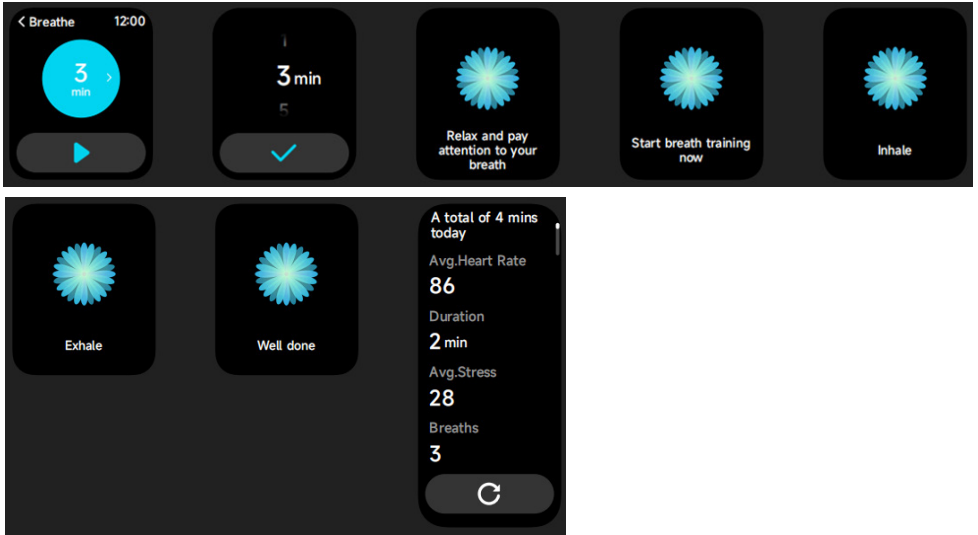 Breathe 12:00
3
min
1
3 min
5
Relax and pay
attention to your
breath
Start breath training
now
Inhale
Exhale
Well done
A total of 4 mins
today
Avg.Heart Rate
86
Duration
2 min
Avg.Stress
28
Breaths
3